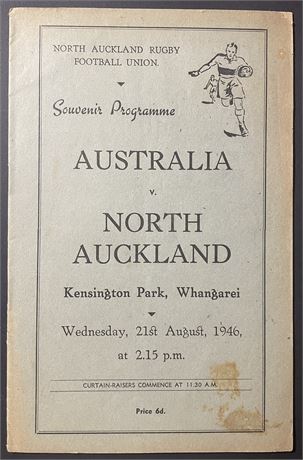 NORTH AUCKLAND RUGBY
FOOTBALL UNION.
Souvenir Programme
AUSTRALIA
v.
NORTH
AUCKLAND
Kensington Park, Whangarei
Wednesday, 21st August, 1946,
at 2.15 p.m.
CURTAIN-RAISERS COMMENCE AT 11:30 A.M.
Price 6d.